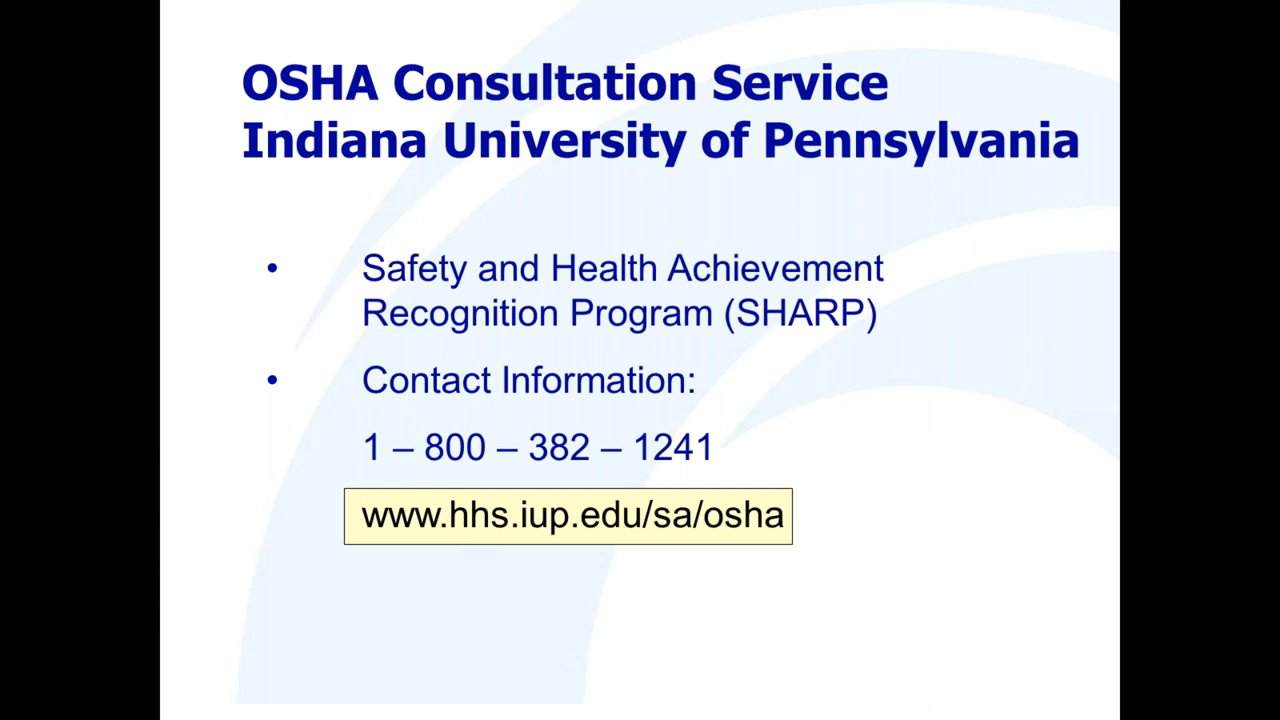 OSHA Consultation Service
Indiana University of Pennsylvania
• Safety and Health Achievement
Recognition Program (SHARP)
• Contact Information:
1 – 800 – 382 – 1241
www.hhs.iup.edu/sa/osha